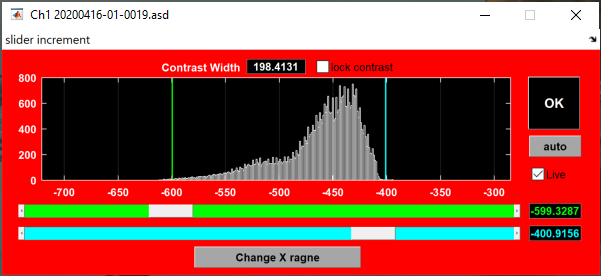 Ch1 20200416-01-0019.asd
slider increment
Contrast Width 198.4131 lock contrast
800
600
400
200
0
-700 -650 -600 -550 -500 -450 -400 -350 -300
OK
auto
Live
-599.3287
-400.9156
Change X ragne